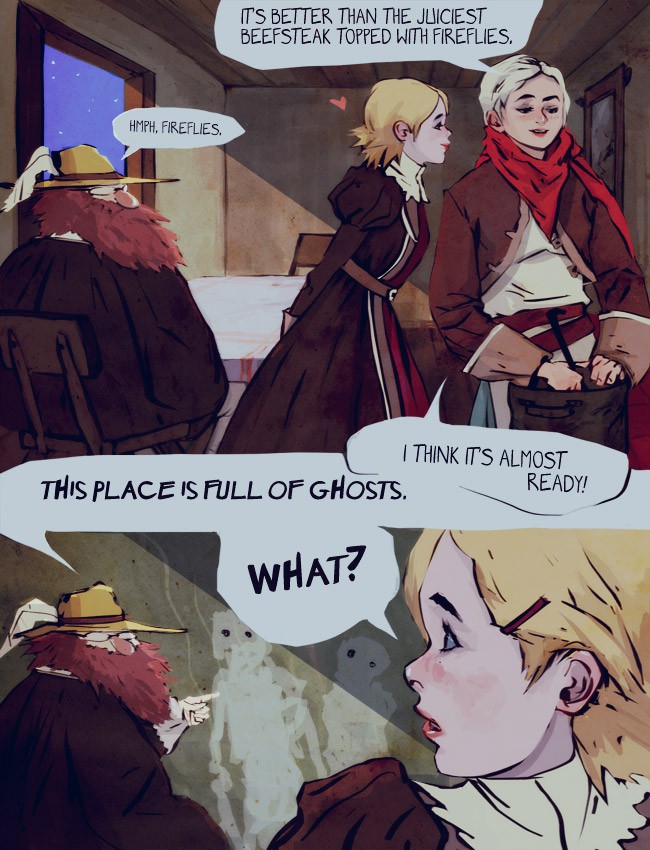 IT'S BETTER THAN THE JUICIEST
BEEFSTEAK TOPPED WITH FIREFLIES.
HMPH, FIREFLIES.
I THINK IT'S ALMOST
READY!
THIS PLACE IS FULL OF GHOSTS.
WHAT?